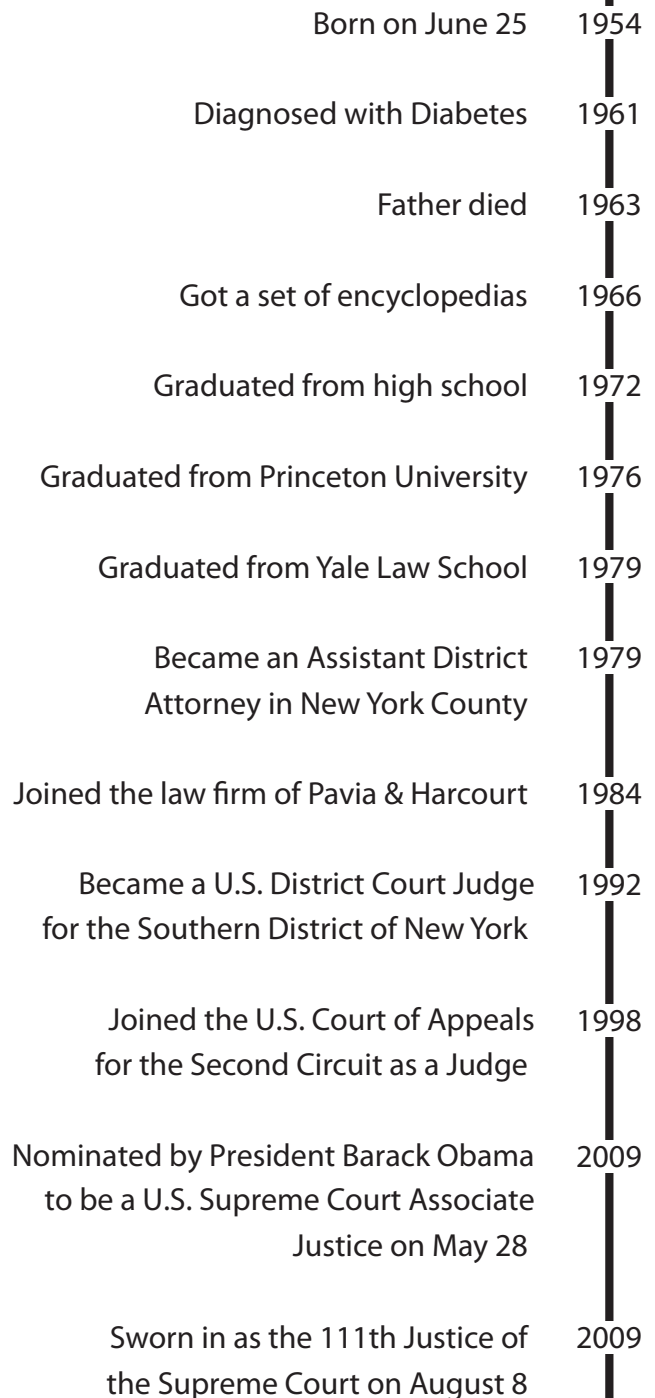 Born on June 25 1954
Diagnosed with Diabetes 1961
Father died 1963
Got a set of encyclopedias 1966
Graduated from high school 1972
Graduated from Princeton University 1976
Graduated from Yale Law School 1979
Became an Assistant District 1979
Attorney in New York County
Joined the law firm of Pavia & Harcourt 1984
Became a U.S. District Court Judge 1992
for the Southern District of New York
Joined the U.S. Court of Appeals 1998
for the Second Circuit as a Judge
Nominated by President Barack Obama 2009
to be a U.S. Supreme Court Associate
Justice on May 28
Sworn in as the 111th Justice of 2009
the Supreme Court on August 8